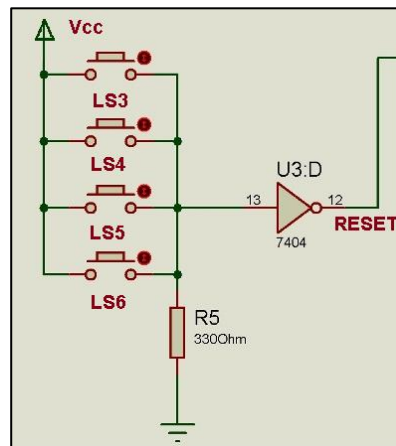 Vcc
LS3
LS4
LS5
LS6
U3:D
13
12
RESET
7404
R5
330Ohm